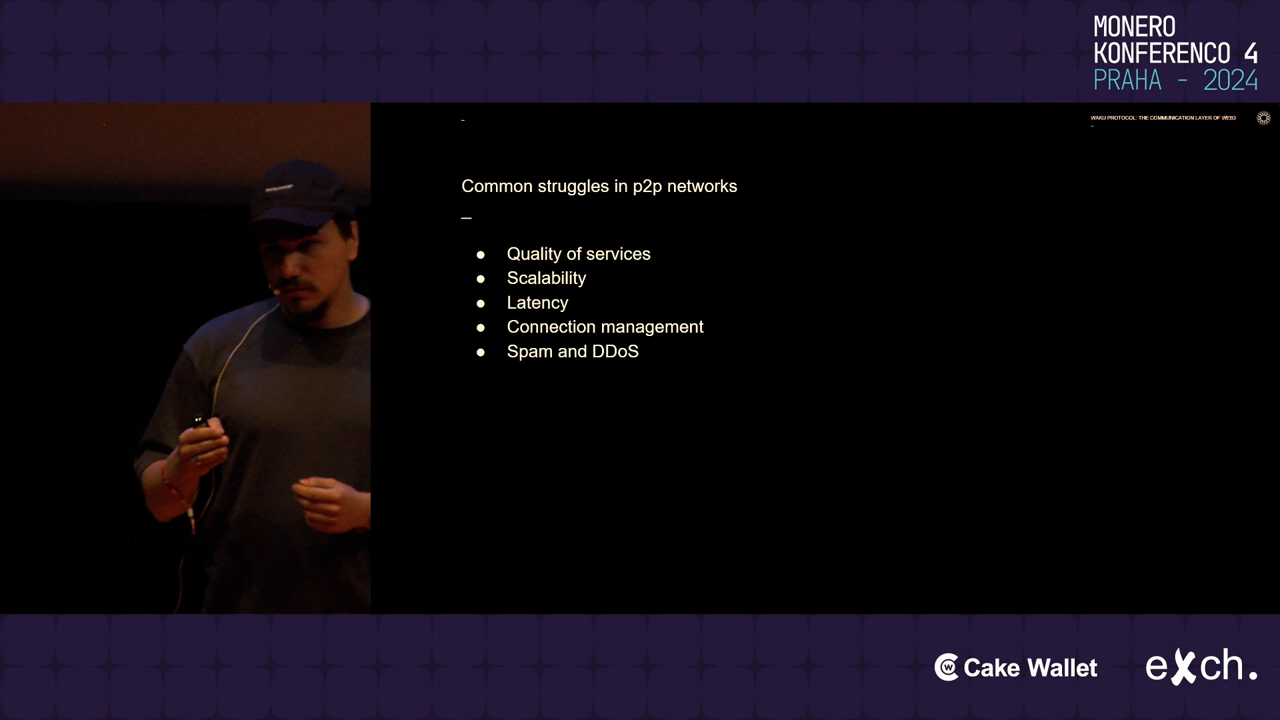 MONERO
KONFERENCO 4
PRAHA - 2024
WAKU PROTOCOL: THE COMMUNICATION LAYER OF WEB3
Common struggles in p2p networks
● Quality of services
● Scalability
● Latency
● Connection management
● Spam and DDoS
Cake Wallet
eXch.